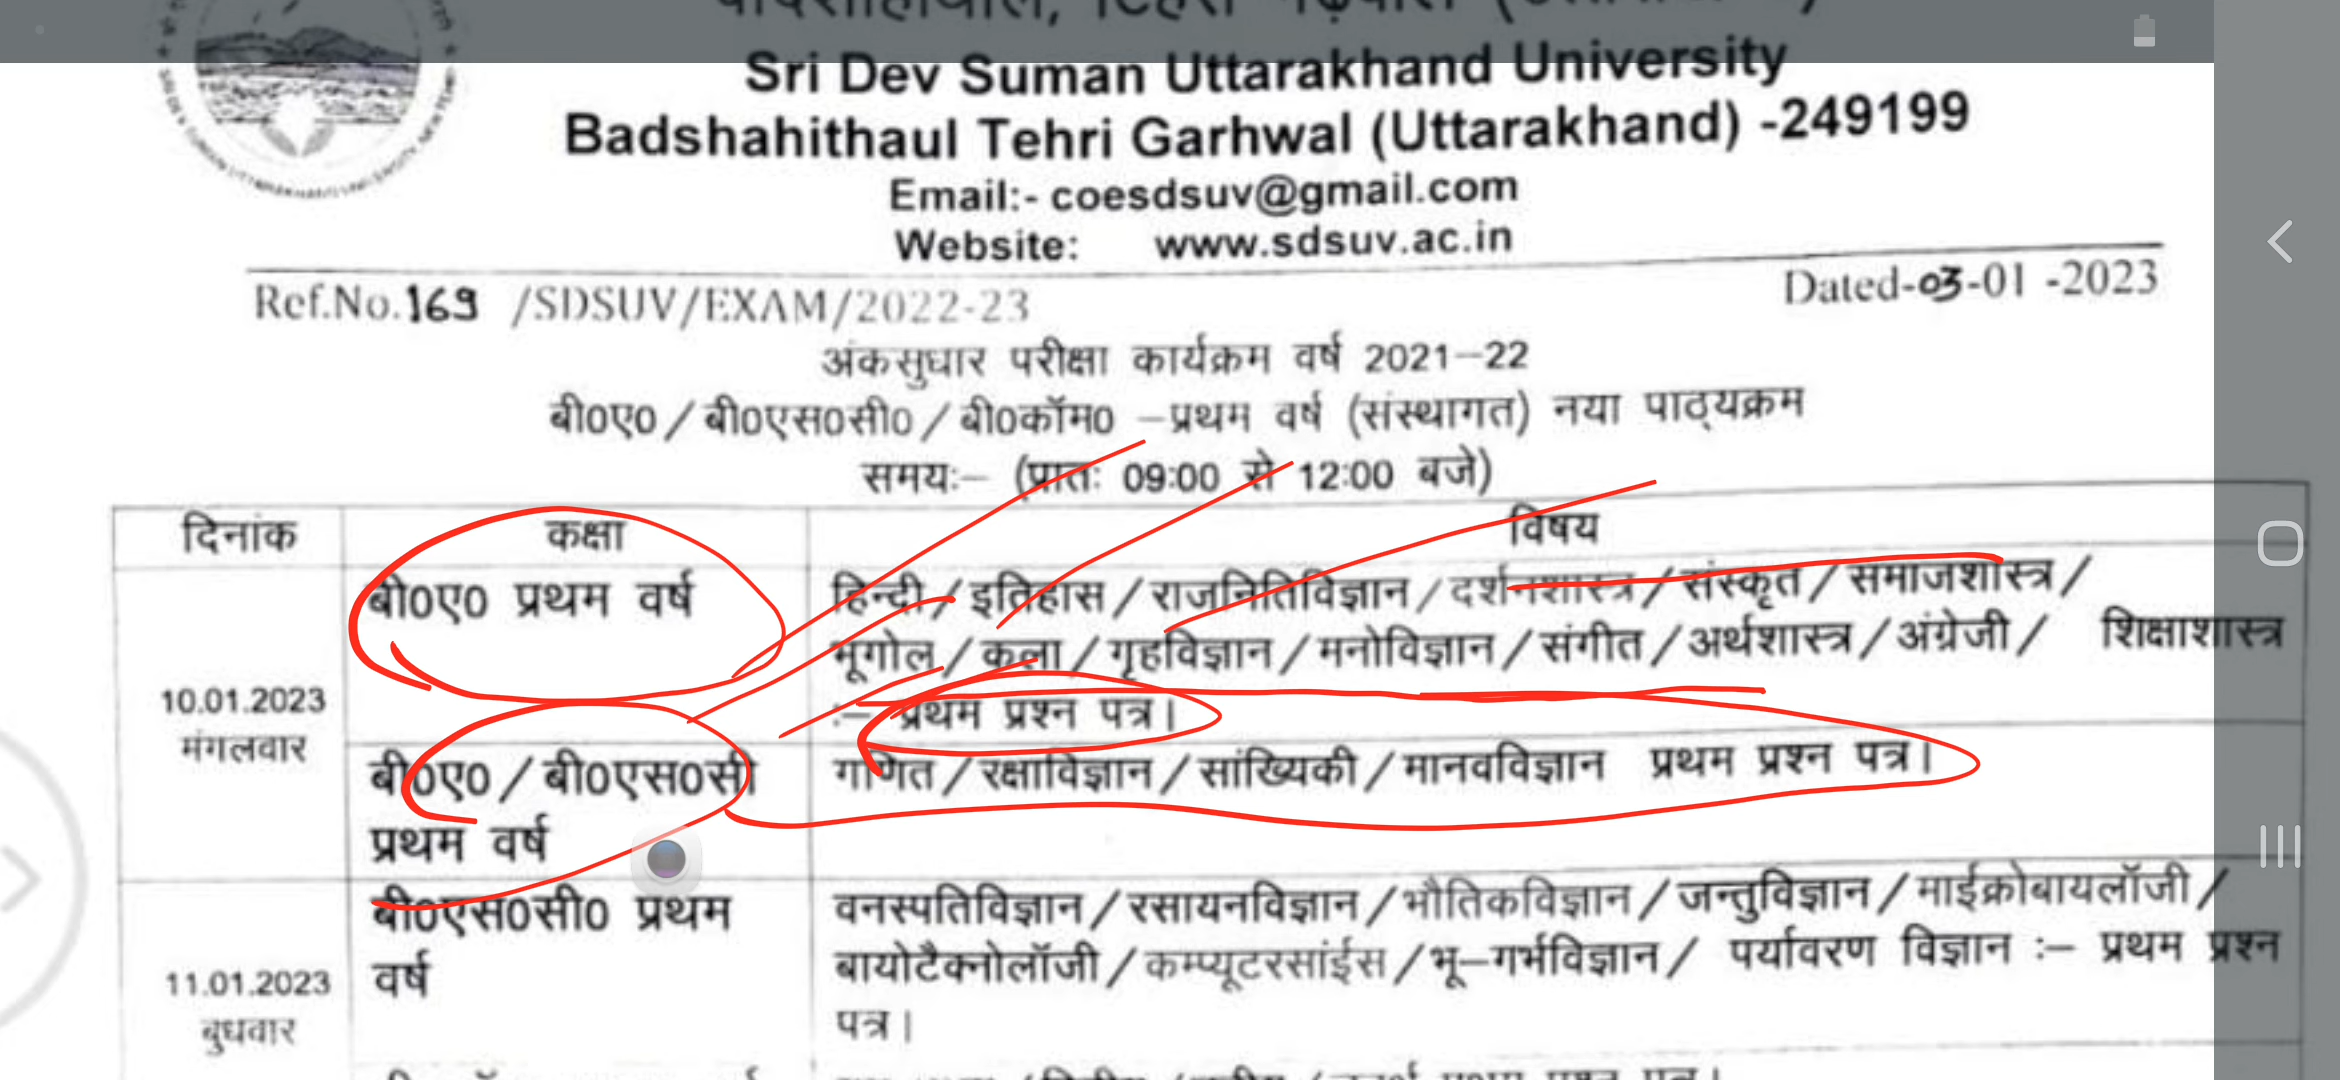 Sri Dev Suman Uttarakhand University
Badshahithaul Tehri Garhwal (Uttarakhand) -249199
Email:- coesdsuv@gmail.com
Website: www.sdsuv.ac.in
Ref.No.169 /SDSUV/EXAM/2022-23 Dated-03-01 -2023
अंकसुधार परीक्षा कार्यक्रम वर्ष 2021–22
बी0ए0 / बी0एस0सी0 / बी0कॉम0 –प्रथम वर्ष (संस्थागत) नया पाठ्यक्रम
समयः– (प्रातः 09:00 से 12:00 बजे)
दिनांक कक्षा विषय
बी0ए0 प्रथम वर्ष हिन्दी / इतिहास / राजनितिविज्ञान / दर्शनशास्त्र / संस्कृत / समाजशास्त्र /
भूगोल / कला / गृहविज्ञान / मनोविज्ञान / संगीत / अर्थशास्त्र / अंग्रेजी / शिक्षाशास्त्र
10.01.2023 :– प्रथम प्रश्न पत्र।
मंगलवार
बी0ए0 / बी0एस0सी गणित / रक्षाविज्ञान / सांख्यिकी / मानवविज्ञान प्रथम प्रश्न पत्र।
प्रथम वर्ष
बी0एस0सी0 प्रथम वनस्पतिविज्ञान / रसायनविज्ञान / भौतिकविज्ञान / जन्तुविज्ञान / माईक्रोबायलॉजी /
11.01.2023 वर्ष बायोटैक्नोलॉजी / कम्प्यूटरसांईस / भू–गर्भविज्ञान / पर्यावरण विज्ञान :– प्रथम प्रश्न
बुधवार पत्र।